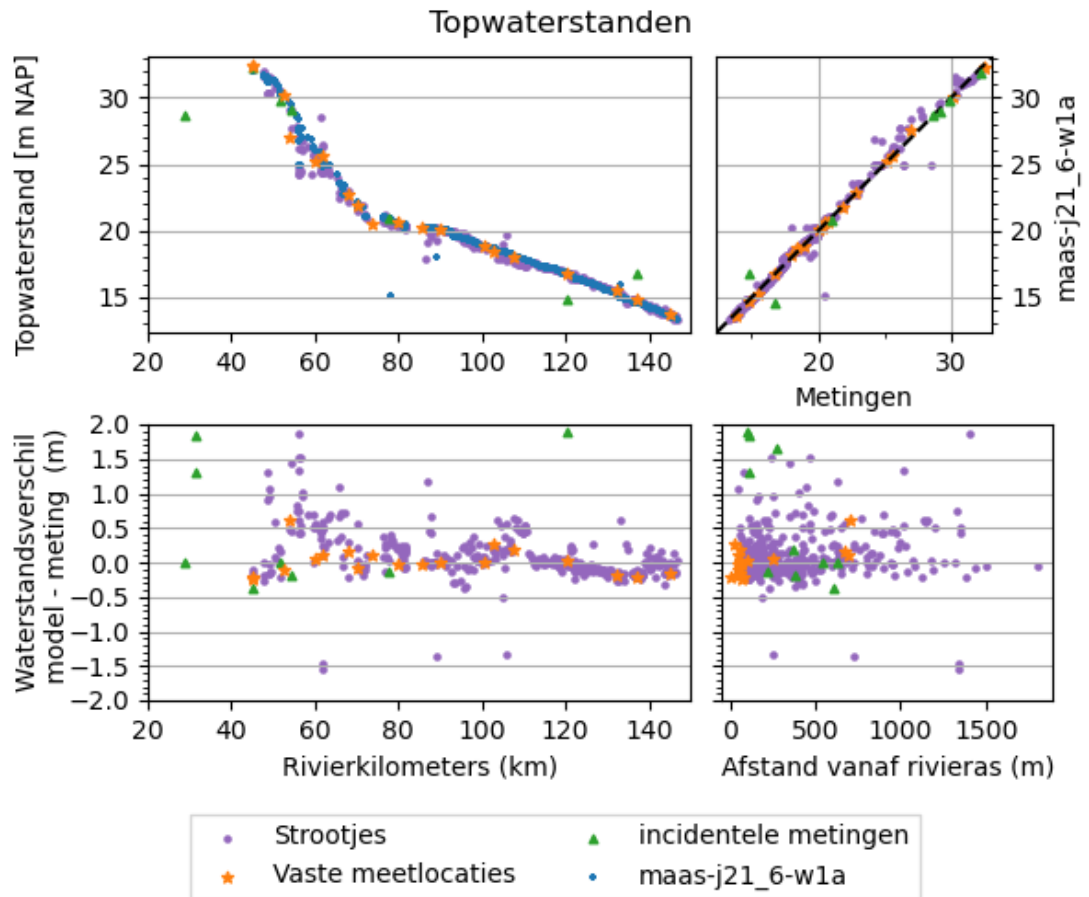 Topwaterstanden
Topwaterstand [m NAP]
30
25
20
15
20 40 60 80 100 120 140
30
25
20
15
maas-j21_6-w1a
20 30
Metingen
Waterstandsverschil
model - meting (m)
2.0
1.5
1.0
0.5
0.0
−0.5
−1.0
−1.5
−2.0
20 40 60 80 100 120 140
Rivierkilometers (km)
0 500 1000 1500
Afstand vanaf rivieras (m)
Strootjes
Vaste meetlocaties
incidentele metingen
maas-j21_6-w1a